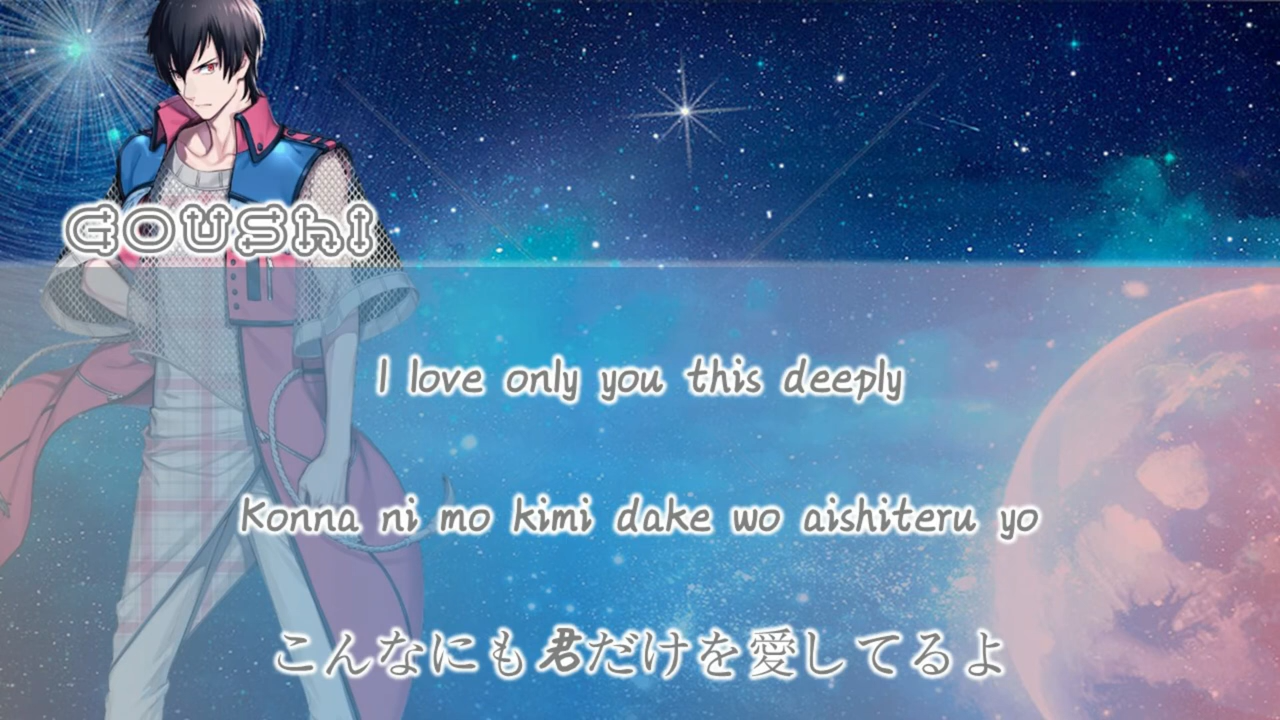 GOUShI
I love only you this deeply
Konna ni mo kimi dake wo aishiteru yo
こんなにも君だけを愛してるよ